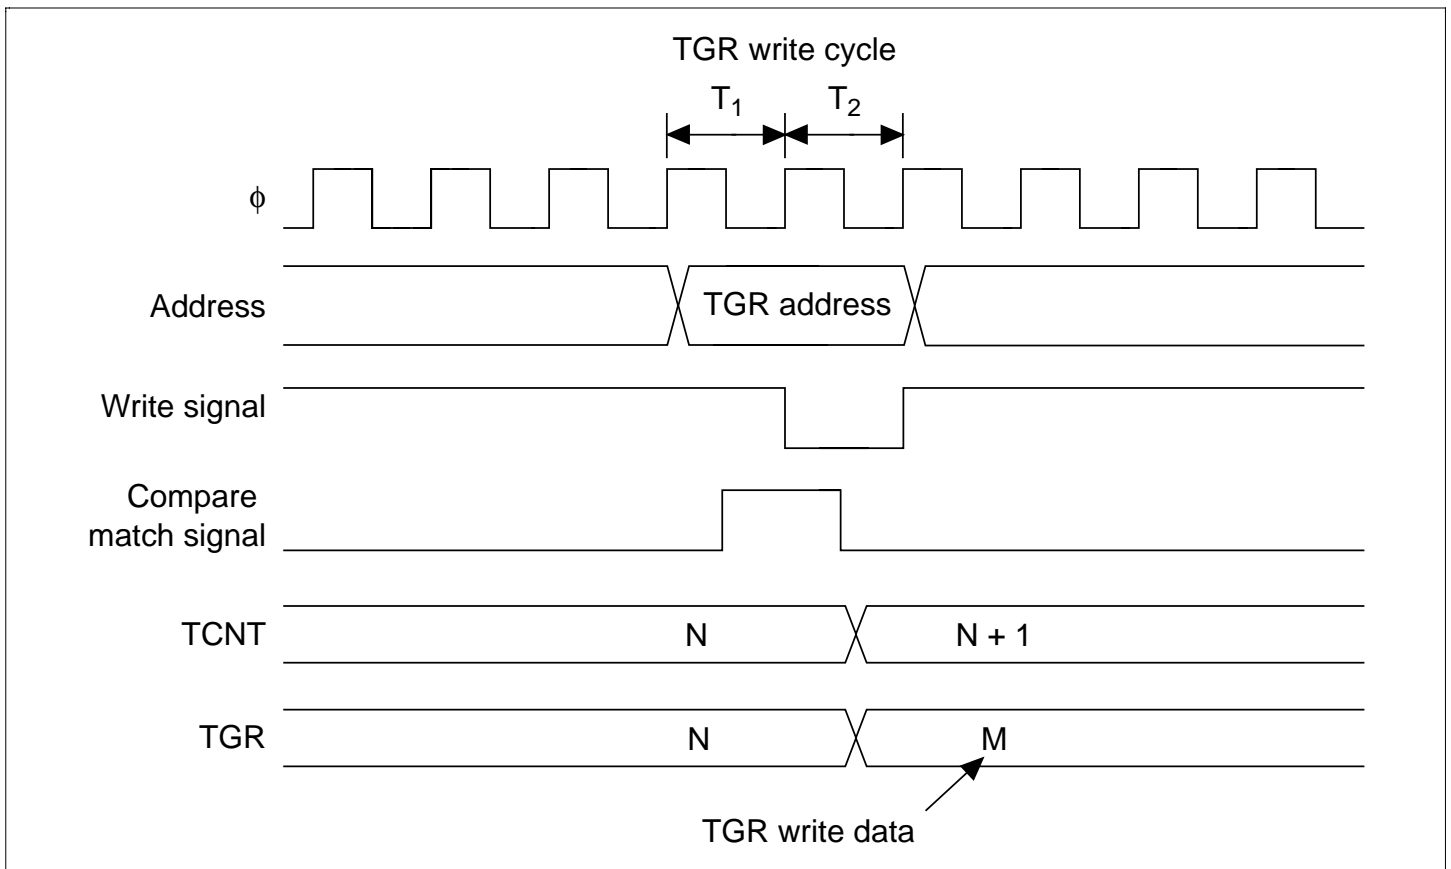 TGR write cycle
T1 T2
φ
Address TGR address
Write signal
Compare
match signal
TCNT N N + 1
TGR N M
TGR write data